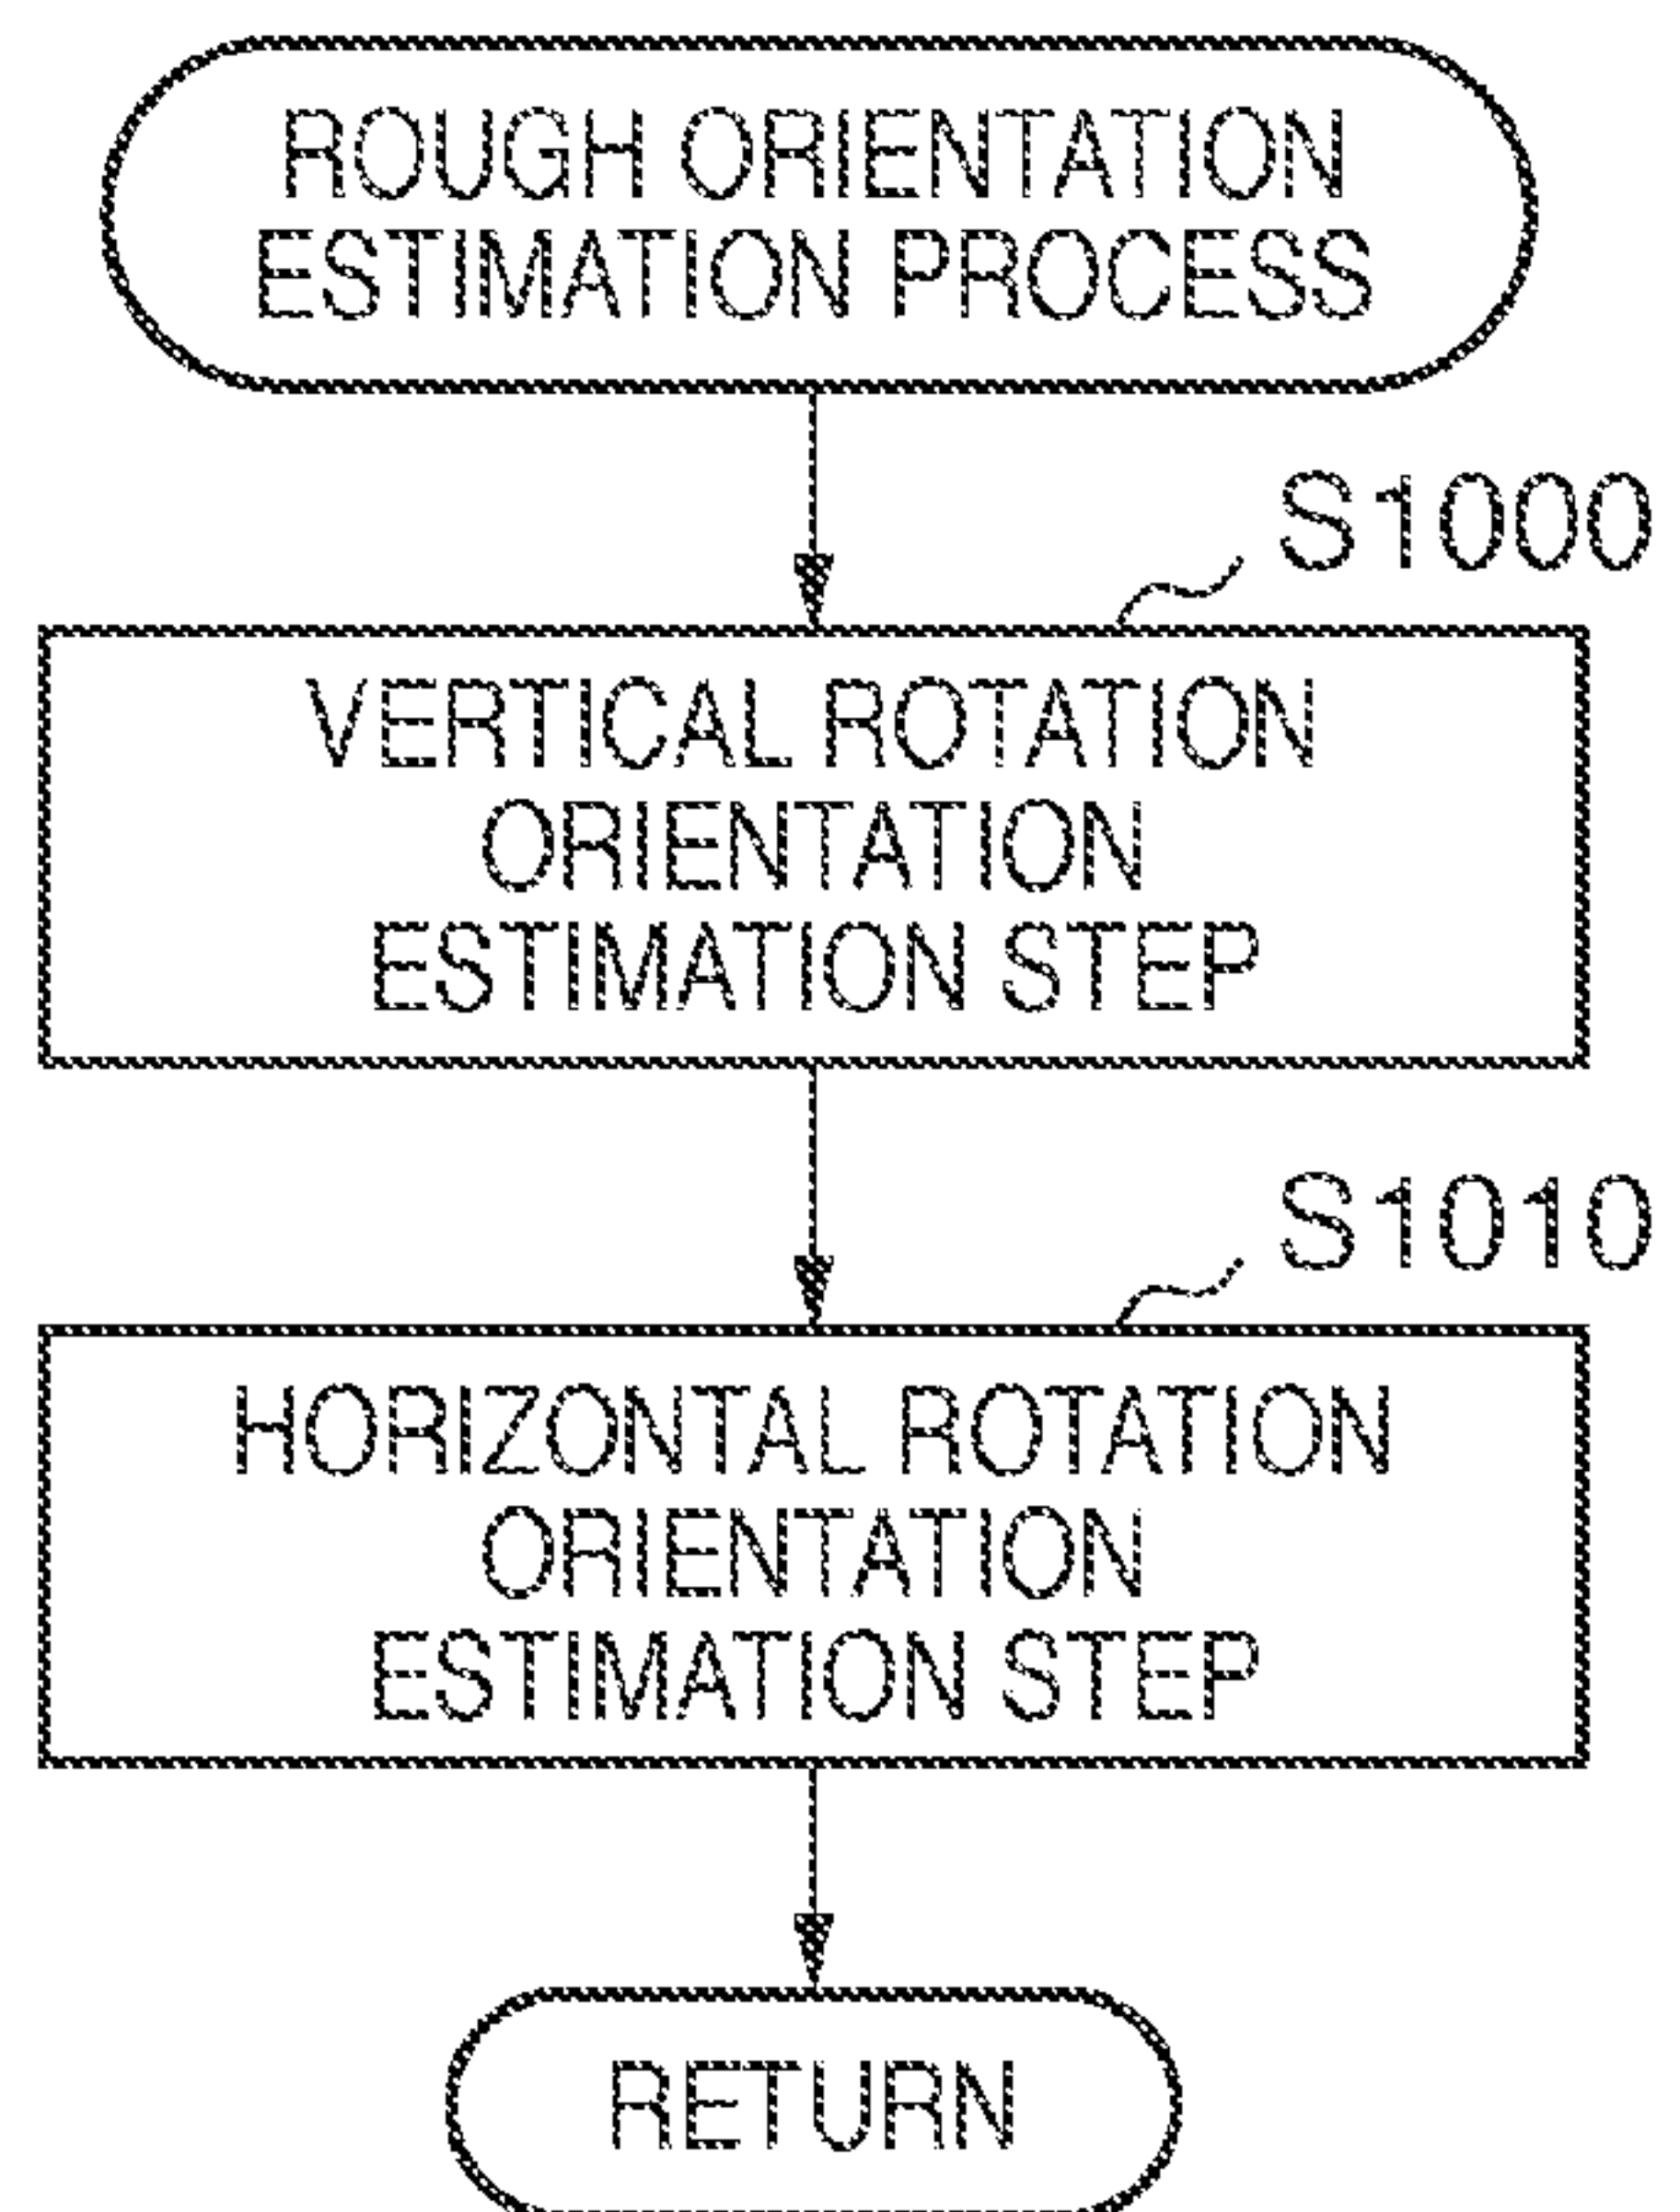 ROUGH ORIENTATION
ESTIMATION PROCESS
S1000
VERTICAL ROTATION
ORIENTATION
ESTIMATION STEP
S1010
HORIZONTAL ROTATION
ORIENTATION
ESTIMATION STEP
RETURN